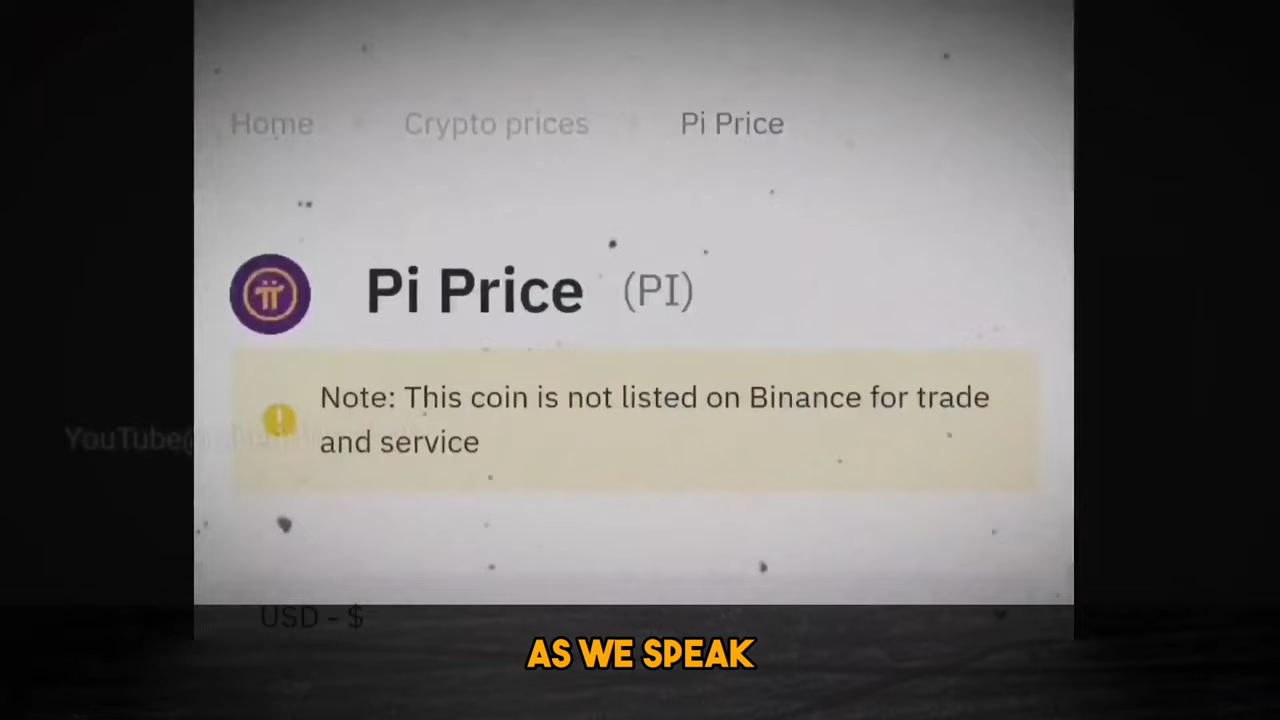 Home Crypto prices Pi Price
Pi Price (PI)
Note: This coin is not listed on Binance for trade
and service
YouTube@
USD - $
AS WE SPEAK